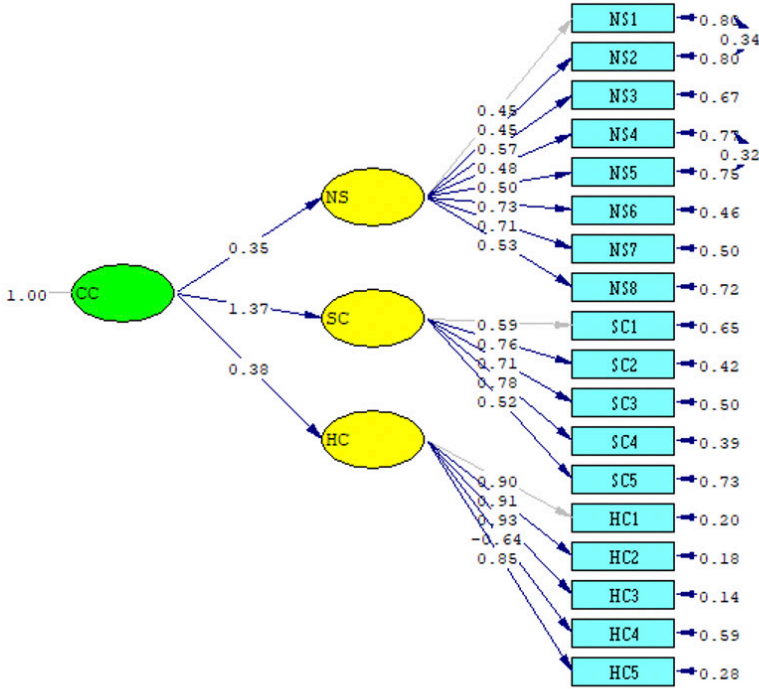 NS1 0.80
0.34
NS2 0.80
NS3 0.67
0.45
0.45
NS4 0.77
0.57
0.32
0.48
NS5 0.75
0.50
NS
0.73
NS6 0.46
0.71
0.53
NS7 0.50
0.35
NS8 0.72
1.00 CC
1.37
SC
0.59
SC1 0.65
0.76
0.71
SC2 0.42
0.38
0.78
0.52
SC3 0.50
HC
SC4 0.39
0.90
SC5 0.73
0.91
0.93
HC1 0.20
-0.64
0.85
HC2 0.18
HC3 0.14
HC4 0.59
HC5 0.28